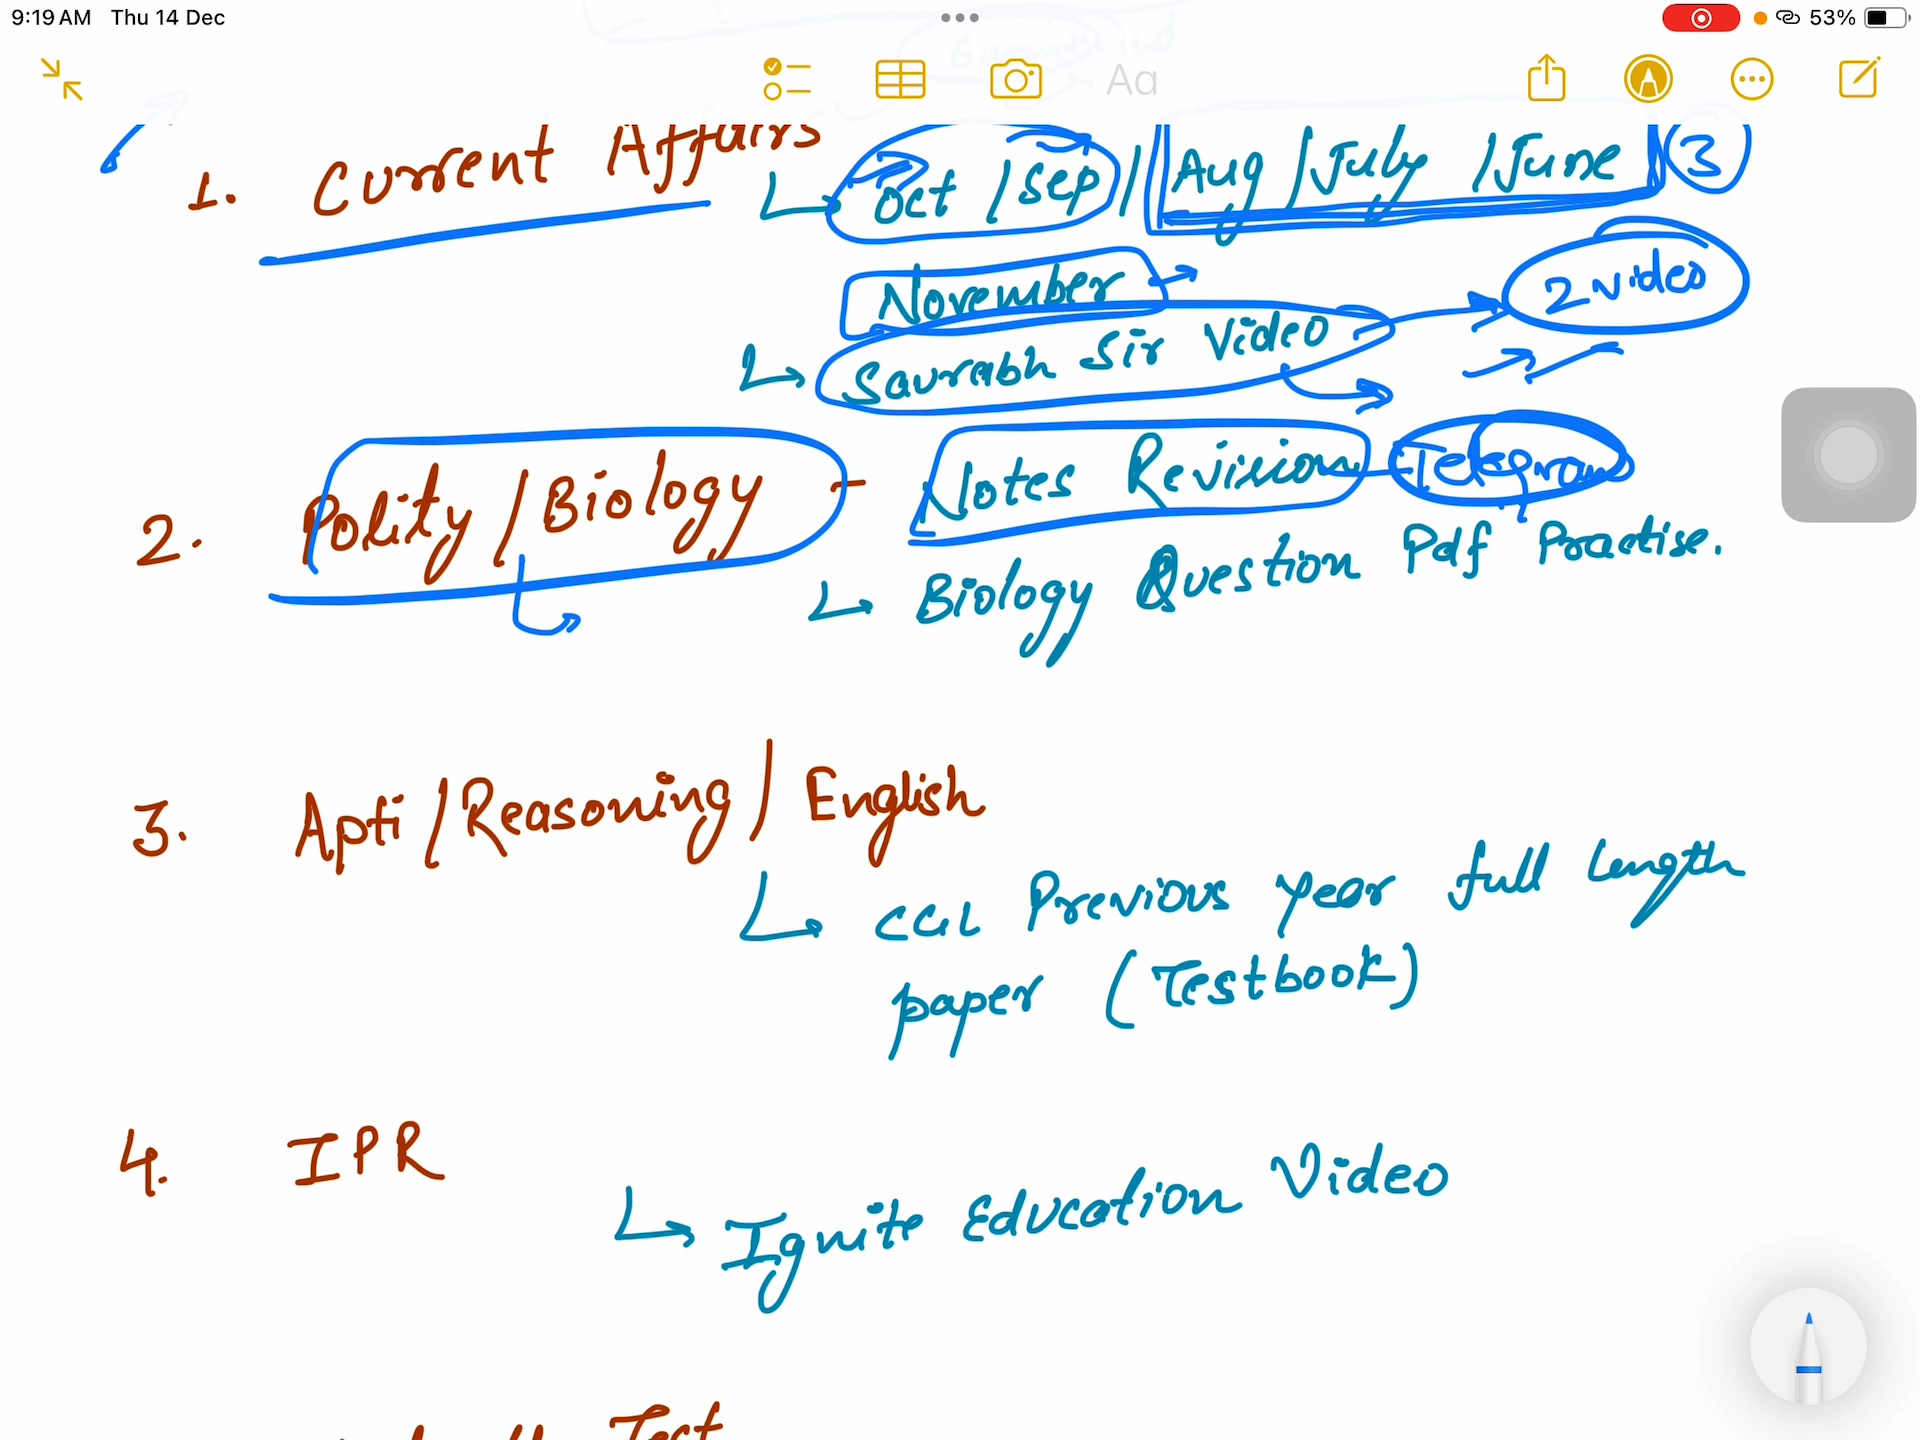 9:19 AM Thu 14 Dec
53%
Aa
1. Current Affairs
Oct / Sep / Aug / July / June 3
November
2 video
Saurabh Sir Video
2. Polity / Biology - Notes Revision Telegram
Biology Question Pdf Practise.
3. Apti / Reasoning / English
CGL Previous year full length
paper (Testbook)
4. IPR
Ignite Education Video
Test